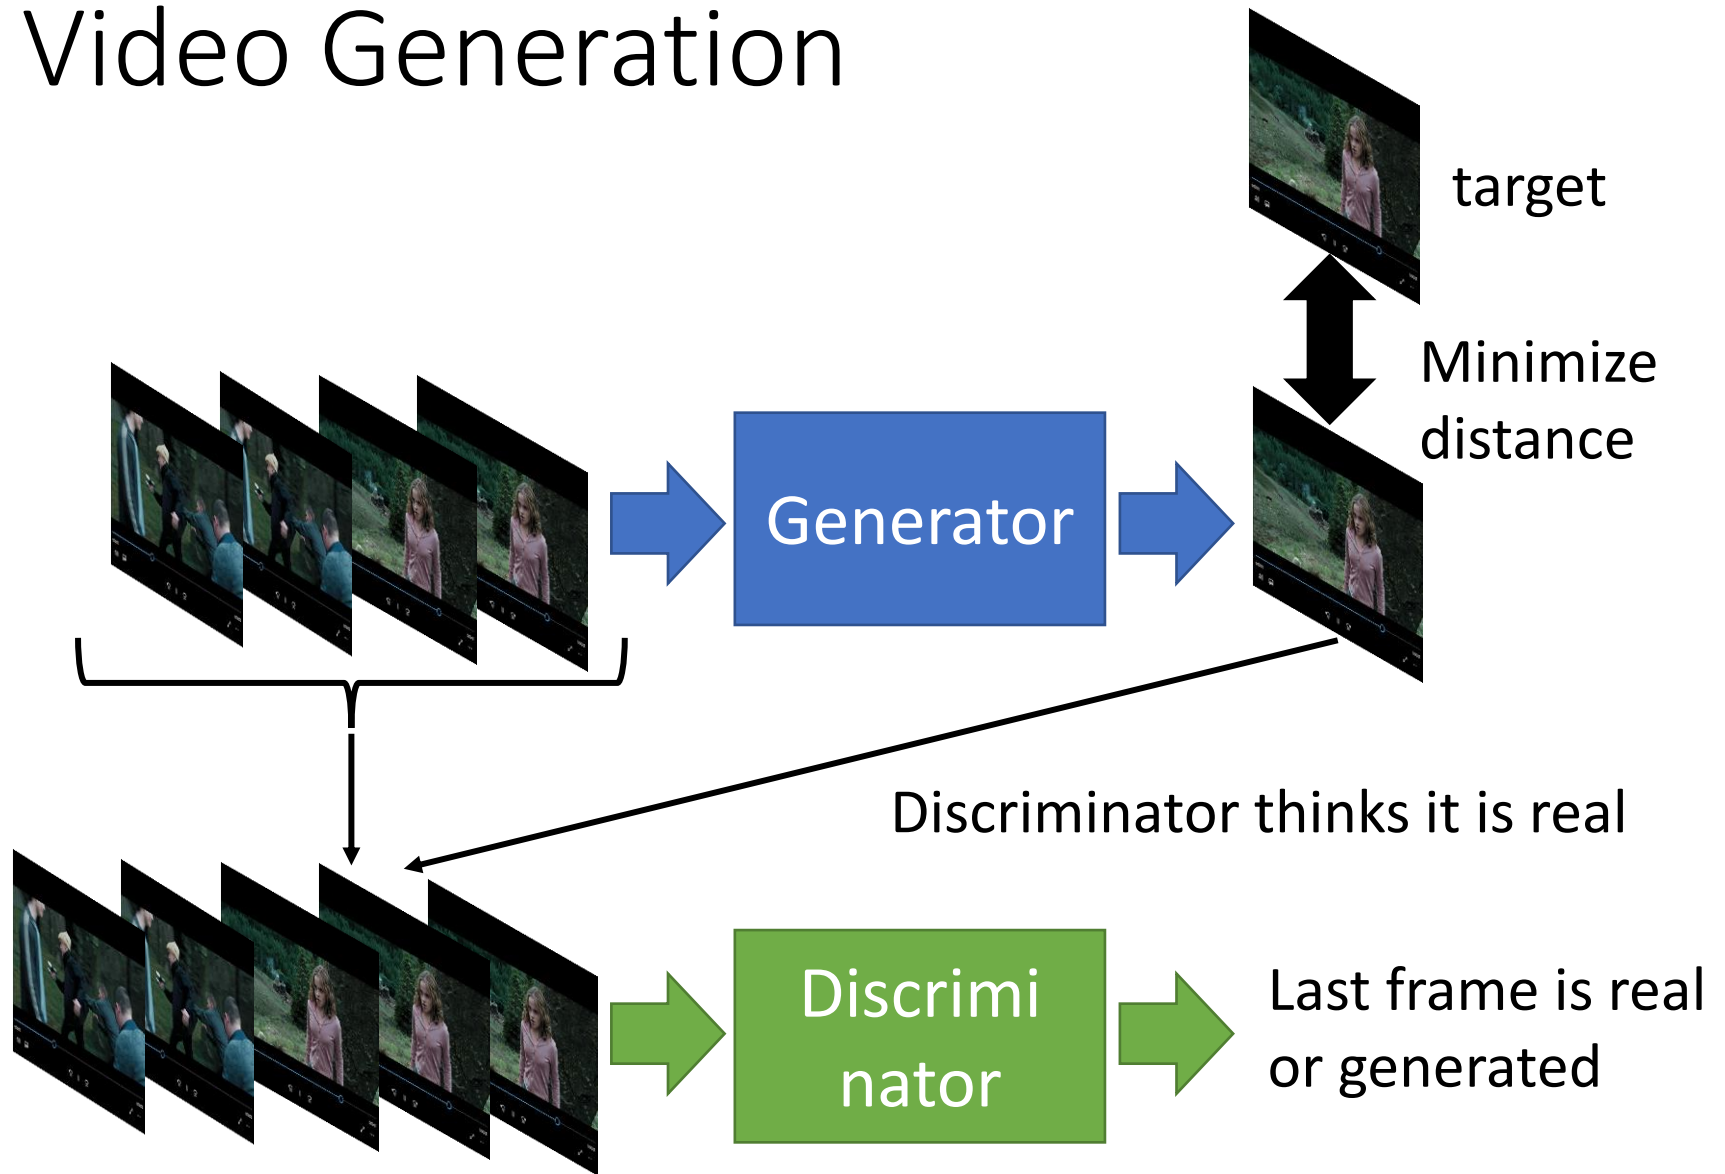 Video Generation
target
Minimize
distance
Generator
Discriminator thinks it is real
Discrimi
nator
Last frame is real
or generated